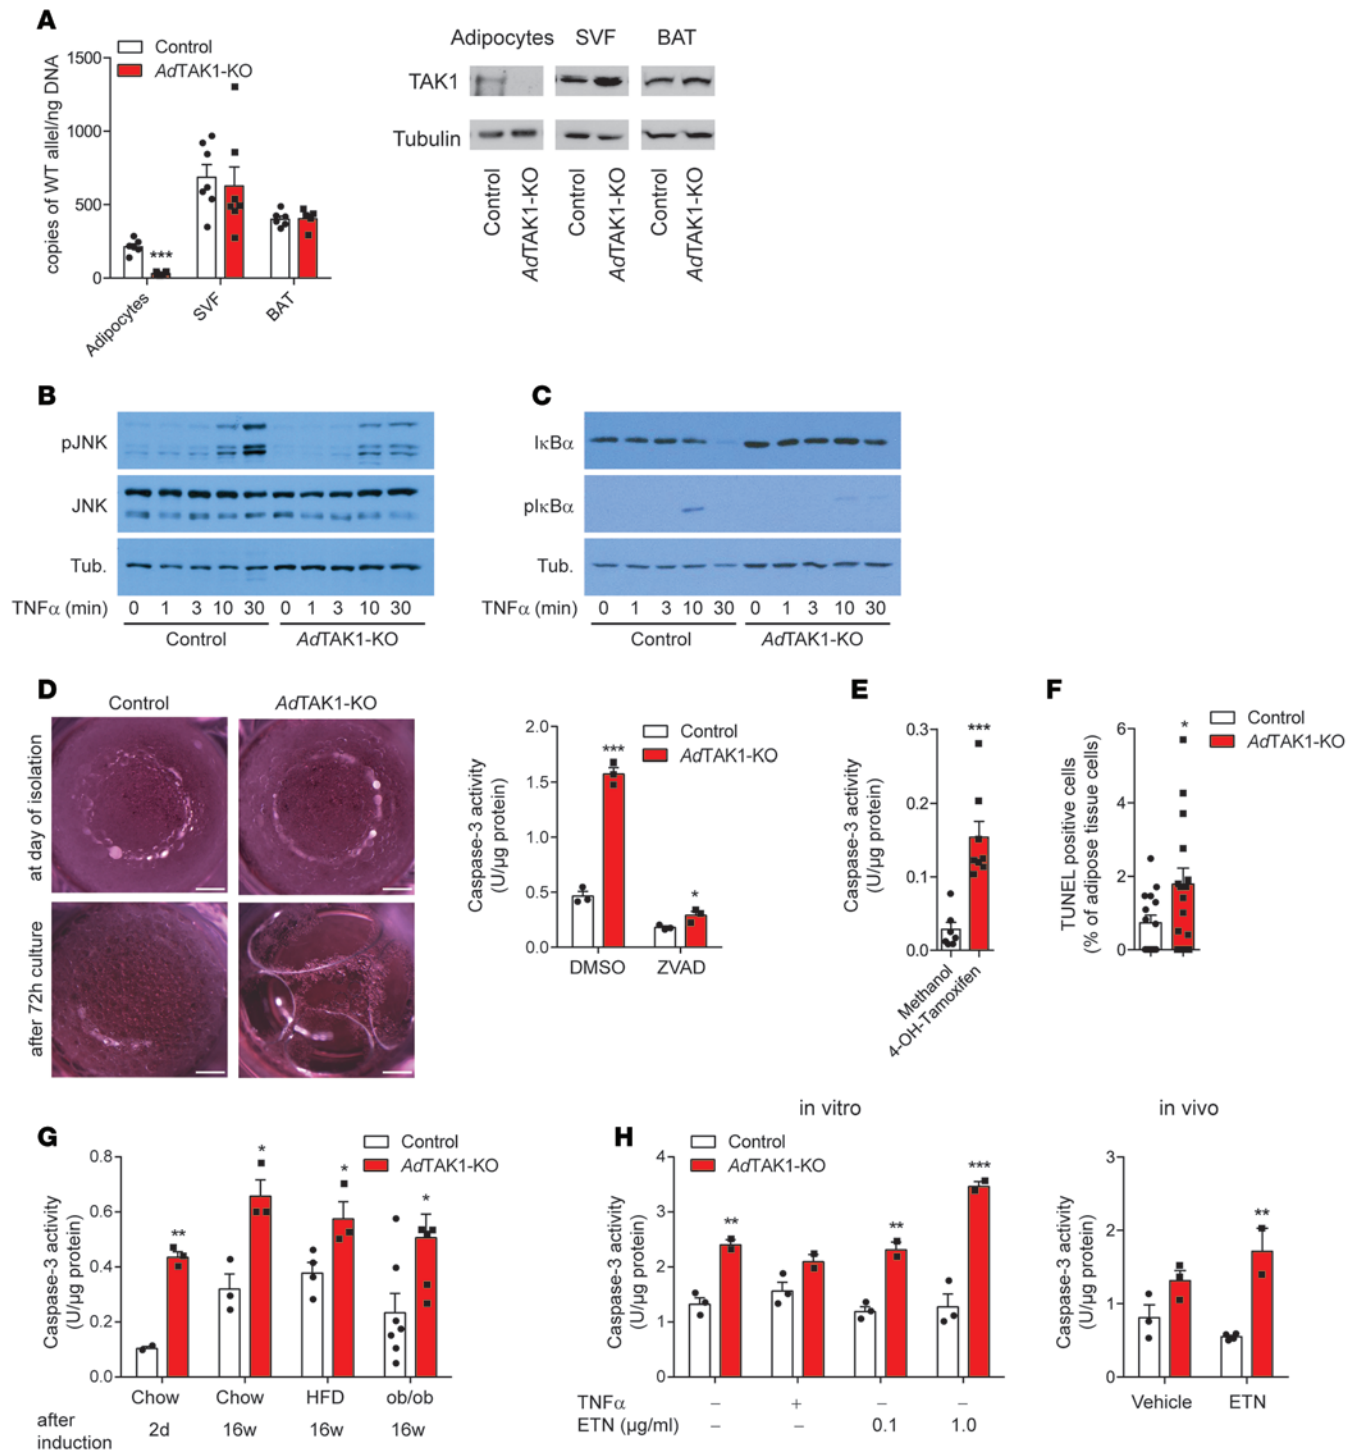 A
Control
AdTAK1-KO
copies of WT allel/ng DNA
1500
1000
500
0
Adipocytes
SVF
BAT
***
Adipocytes SVF BAT
TAK1
Tubulin
Control
AdTAK1-KO
Control
AdTAK1-KO
Control
AdTAK1-KO
B
pJNK
JNK
Tub.
TNFα (min) 0 1 3 10 30 0 1 3 10 30
Control AdTAK1-KO
C
IκBα
pIκBα
Tub.
TNFα (min) 0 1 3 10 30 0 1 3 10 30
Control AdTAK1-KO
D
Control AdTAK1-KO
at day of isolation
after 72h culture
Caspase-3 activity
(U/µg protein)
2.0
1.5
1.0
0.5
0.0
Control
AdTAK1-KO
***
*
DMSO ZVAD
E
Caspase-3 activity
(U/µg protein)
0.3
0.2
0.1
0.0
***
Methanol
4-OH-Tamoxifen
F
TUNEL positive cells
(% of adipose tissue cells)
6
4
2
0
*
Control
AdTAK1-KO
G
Control
AdTAK1-KO
Caspase-3 activity
(U/µg protein)
0.8
0.6
0.4
0.2
0.0
**
*
*
*
Chow Chow HFD ob/ob
after
induction
2d 16w 16w 16w
H
in vitro
Control
AdTAK1-KO
Caspase-3 activity
(U/µg protein)
4
3
2
1
0
**
**
***
TNFα – + – –
ETN (µg/ml) – – 0.1 1.0
in vivo
Caspase-3 activity
(U/µg protein)
3
2
1
0
**
Vehicle ETN